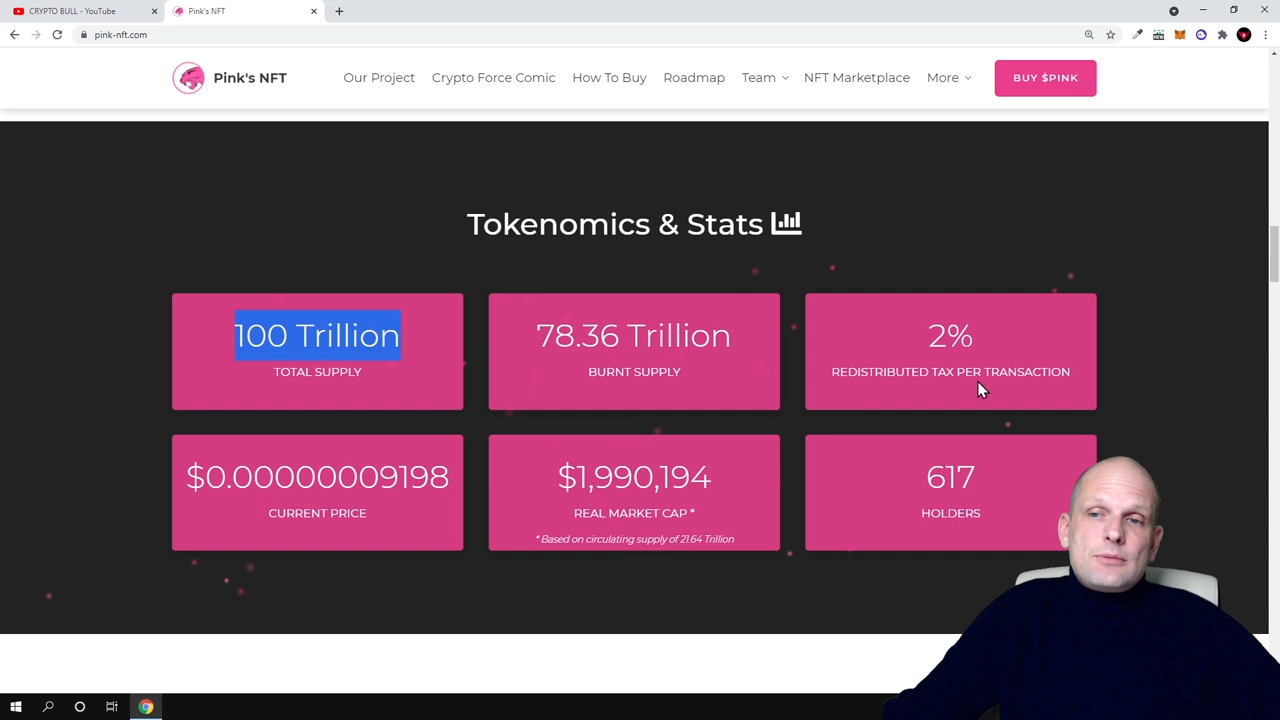 CRYPTO BULL - YouTube
Pink's NFT
pink-nft.com
Pink's NFT
Our Project
Crypto Force Comic
How To Buy
Roadmap
Team
NFT Marketplace
More
BUY $PINK
Tokenomics & Stats
100 Trillion
TOTAL SUPPLY
78.36 Trillion
BURNT SUPPLY
2%
REDISTRIBUTED TAX PER TRANSACTION
$0.00000009198
CURRENT PRICE
$1,990,194
REAL MARKET CAP *
* Based on circulating supply of 21.64 Trillion
617
HOLDERS